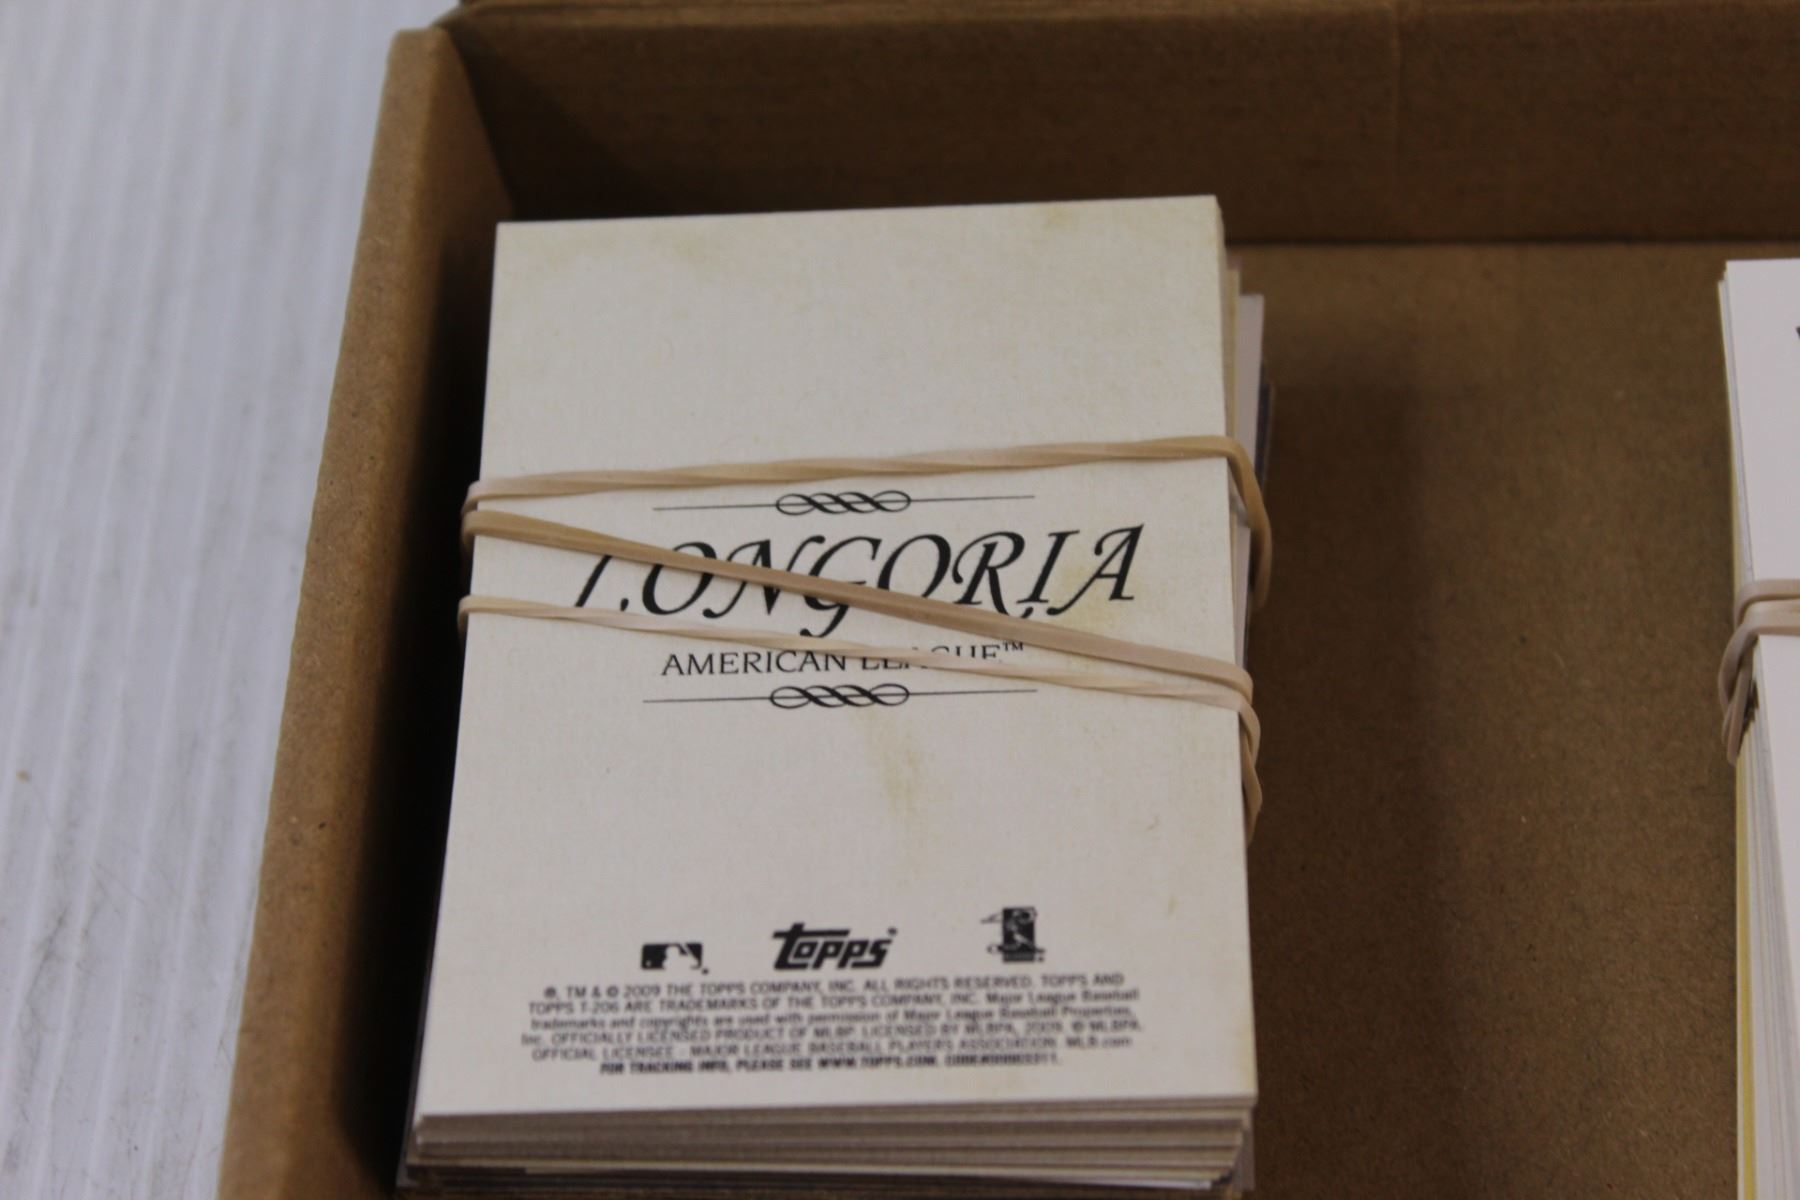 LONGORIA
AMERICAN LEAGUE™
topps®
®, TM & © 2009 THE TOPPS COMPANY, INC. ALL RIGHTS RESERVED. TOPPS AND
TOPPS T-206 ARE TRADEMARKS OF THE TOPPS COMPANY, INC. Major League Baseball
trademarks and copyrights are used with permission of Major League Baseball Properties,
Inc. OFFICIALLY LICENSED PRODUCT OF MLBP. LICENSED BY MLBPA, 2009. © MLBPA,
OFFICIAL LICENSEE - MAJOR LEAGUE BASEBALL PLAYERS ASSOCIATION. MLB.com
FOR TRACKING INFO, PLEASE SEE WWW.TOPPS.COM.